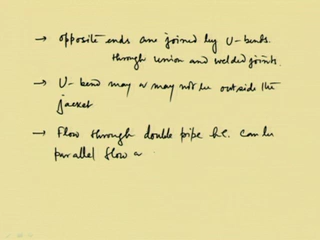 → opposite ends are joined by U-bends
through union and welded joints.
→ U-bend may or may not be outside the
jacket
→ Flow through double pipe h.e. can be
parallel flow a